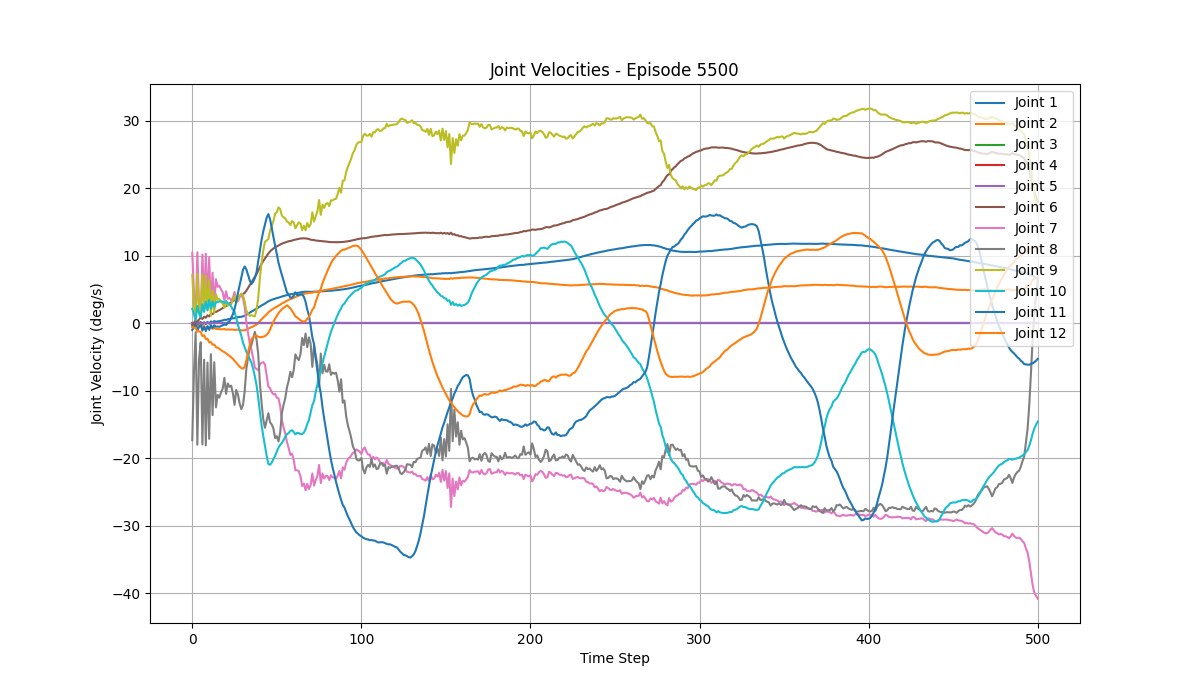 Joint Velocities - Episode 5500
Joint Velocity (deg/s)
30
20
10
0
−10
−20
−30
−40
0
100
200
300
400
500
Time Step
Joint 1
Joint 2
Joint 3
Joint 4
Joint 5
Joint 6
Joint 7
Joint 8
Joint 9
Joint 10
Joint 11
Joint 12